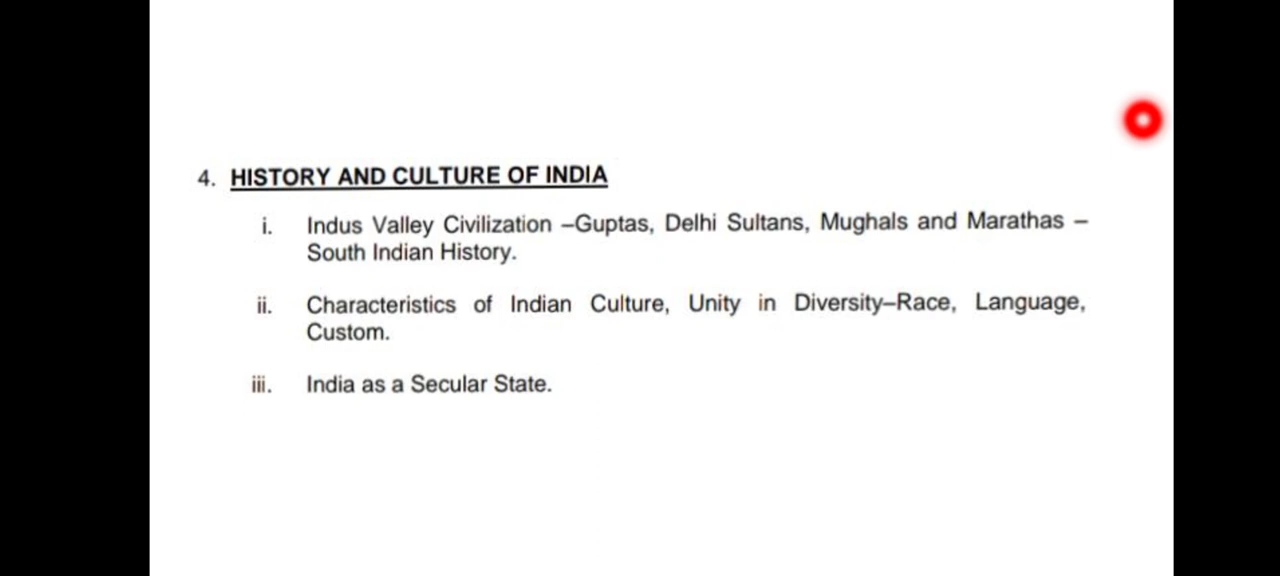 4. HISTORY AND CULTURE OF INDIA
i. Indus Valley Civilization –Guptas, Delhi Sultans, Mughals and Marathas –
South Indian History.
ii. Characteristics of Indian Culture, Unity in Diversity–Race, Language,
Custom.
iii. India as a Secular State.